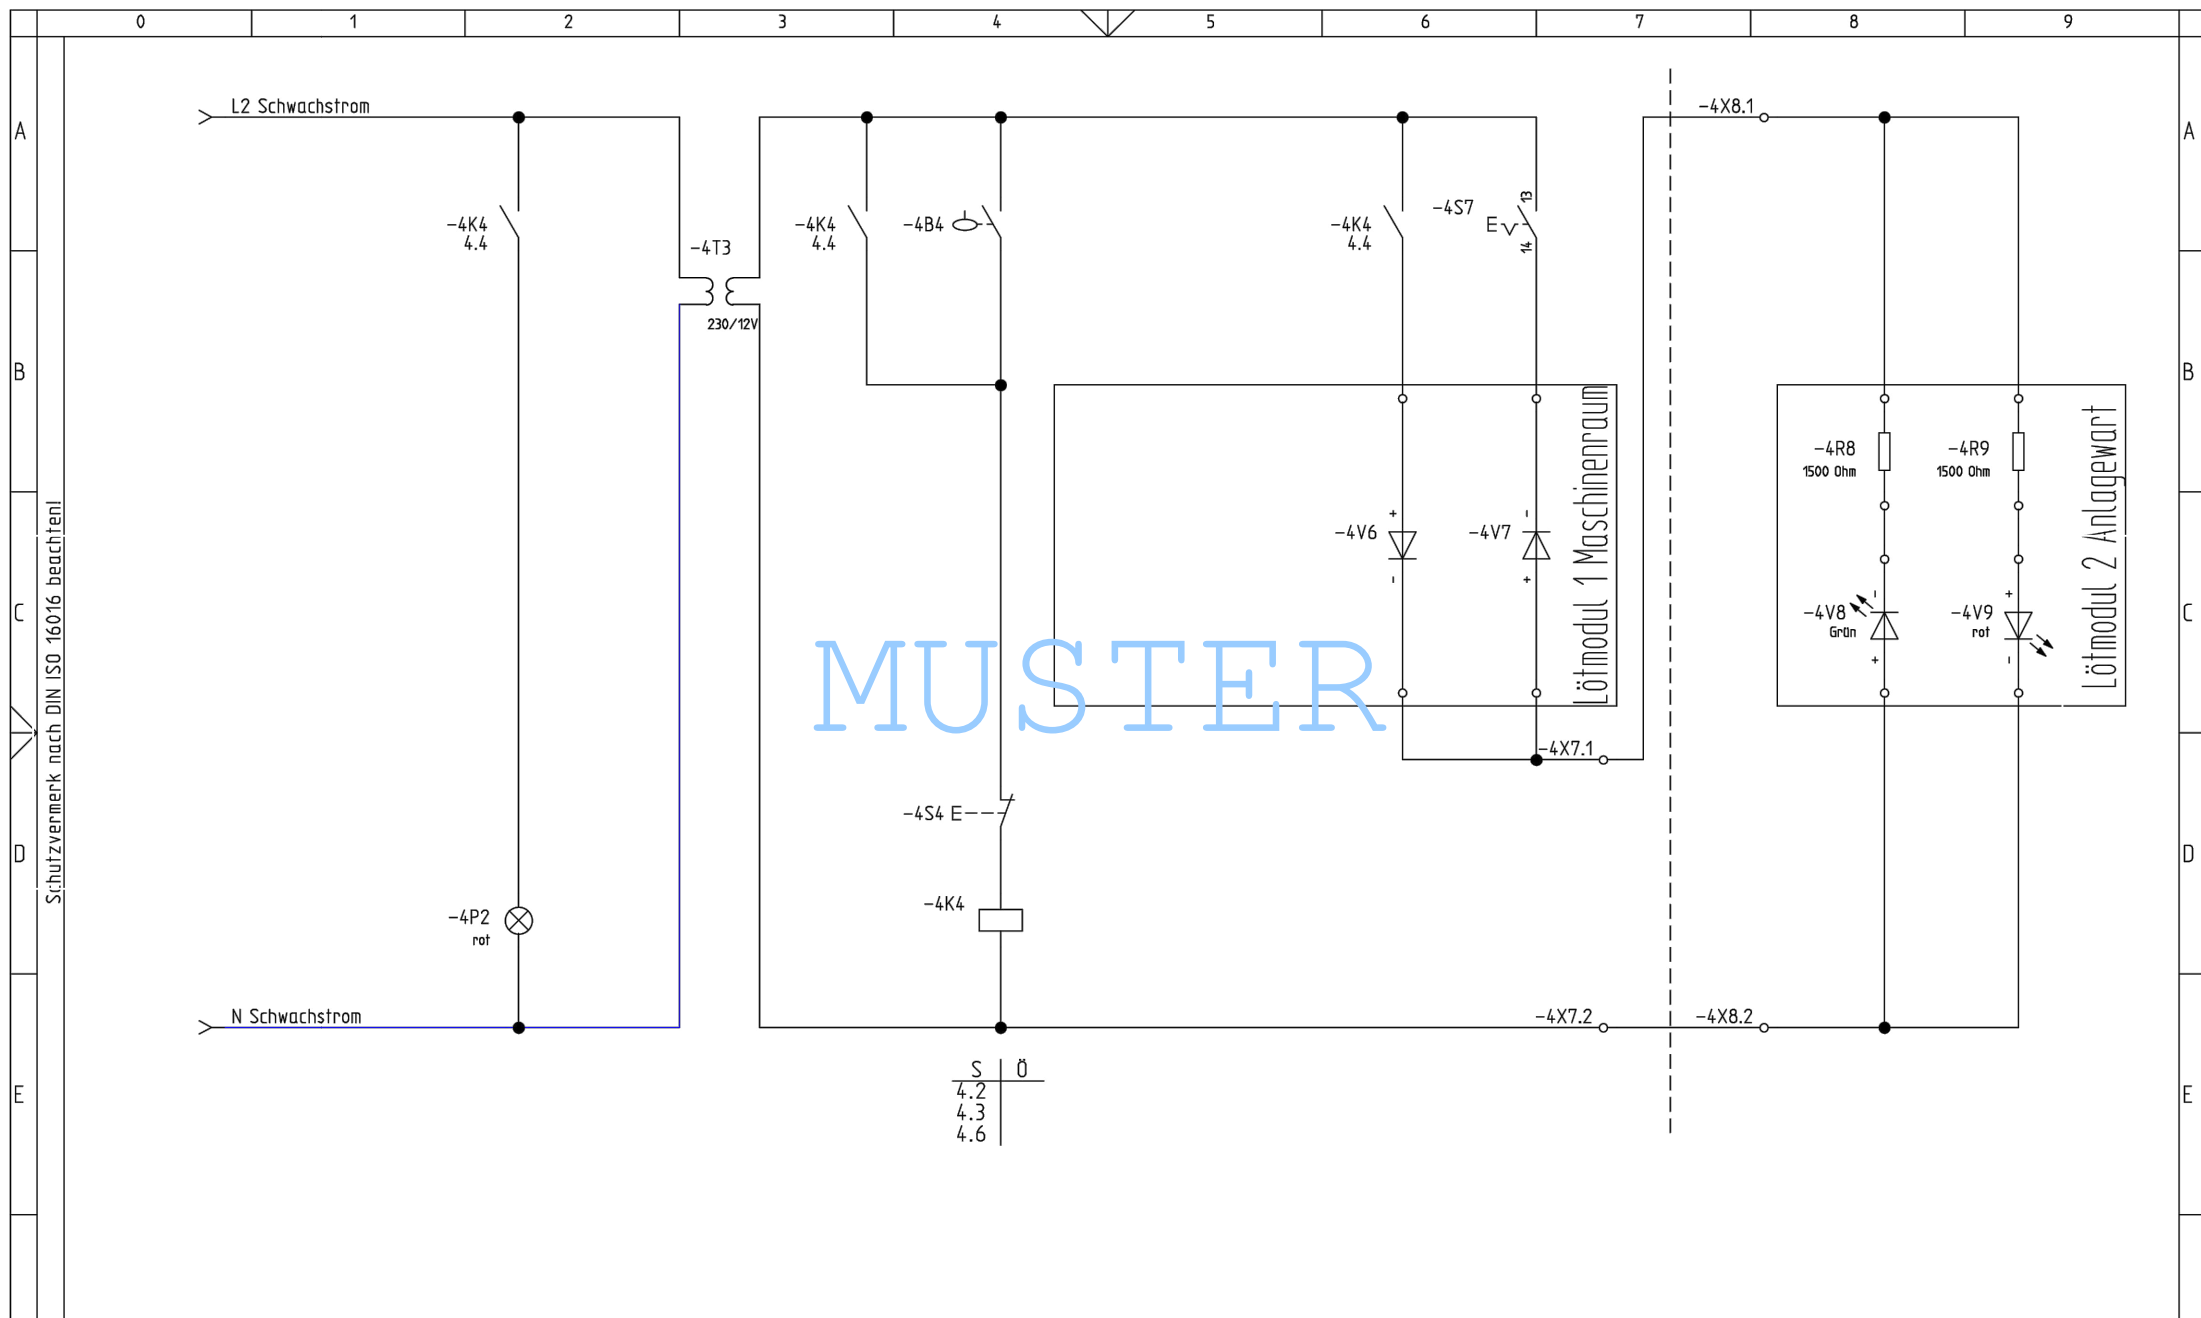 0 1 2 3 4 5 6 7 8 9
A
L2 Schwachstrom
-4X8.1
A
-4K4
4.4
-4T3
230/12V
-4K4
4.4
-4B4
-4K4
4.4
-4S7
13
E
14
B
B
Lötmodul 1 Maschinenraum
-4R8
1500 Ohm
-4R9
1500 Ohm
Lötmodul 2 Anlagewart
Schutzvermerk nach DIN ISO 16016 beachten!
+
-4V6
-
-
-4V7
+
C
C
-
-4V8
Grün
+
+
-4V9
rot
-
MUSTER
-4X7.1
-4S4 E
D
D
-4K4
-4P2
rot
N Schwachstrom
-4X7.2
-4X8.2
S Ö
4.2
4.3
4.6
E
E